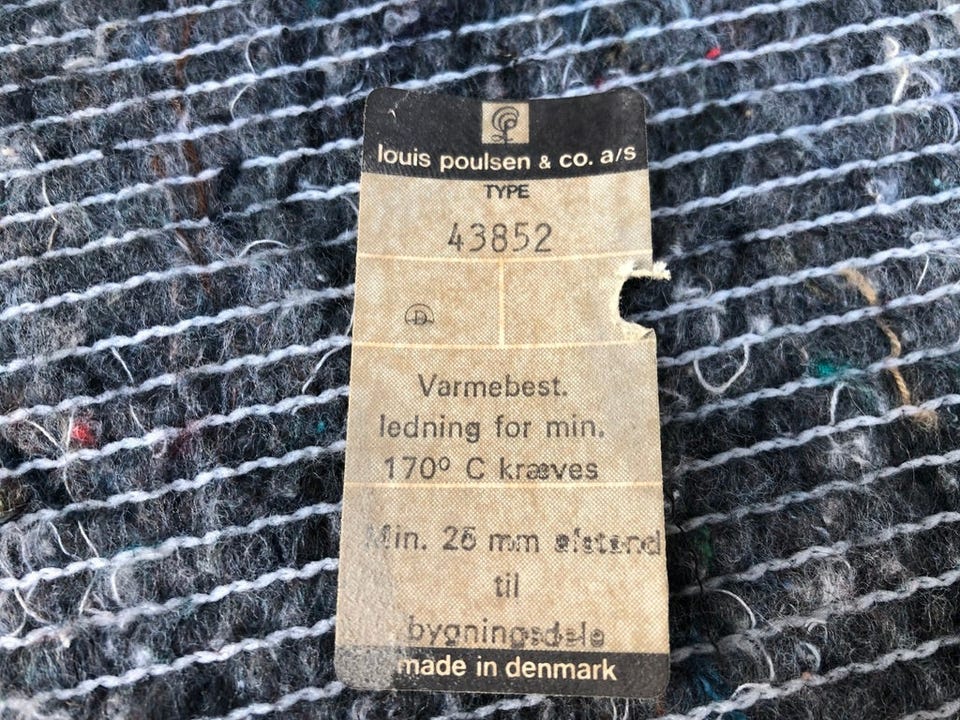 louis poulsen & co. a/s
TYPE
43852
D
Varmebest.
ledning for min.
170º C kræves
Min. 25 mm afstand
til
bygningsdele
made in denmark